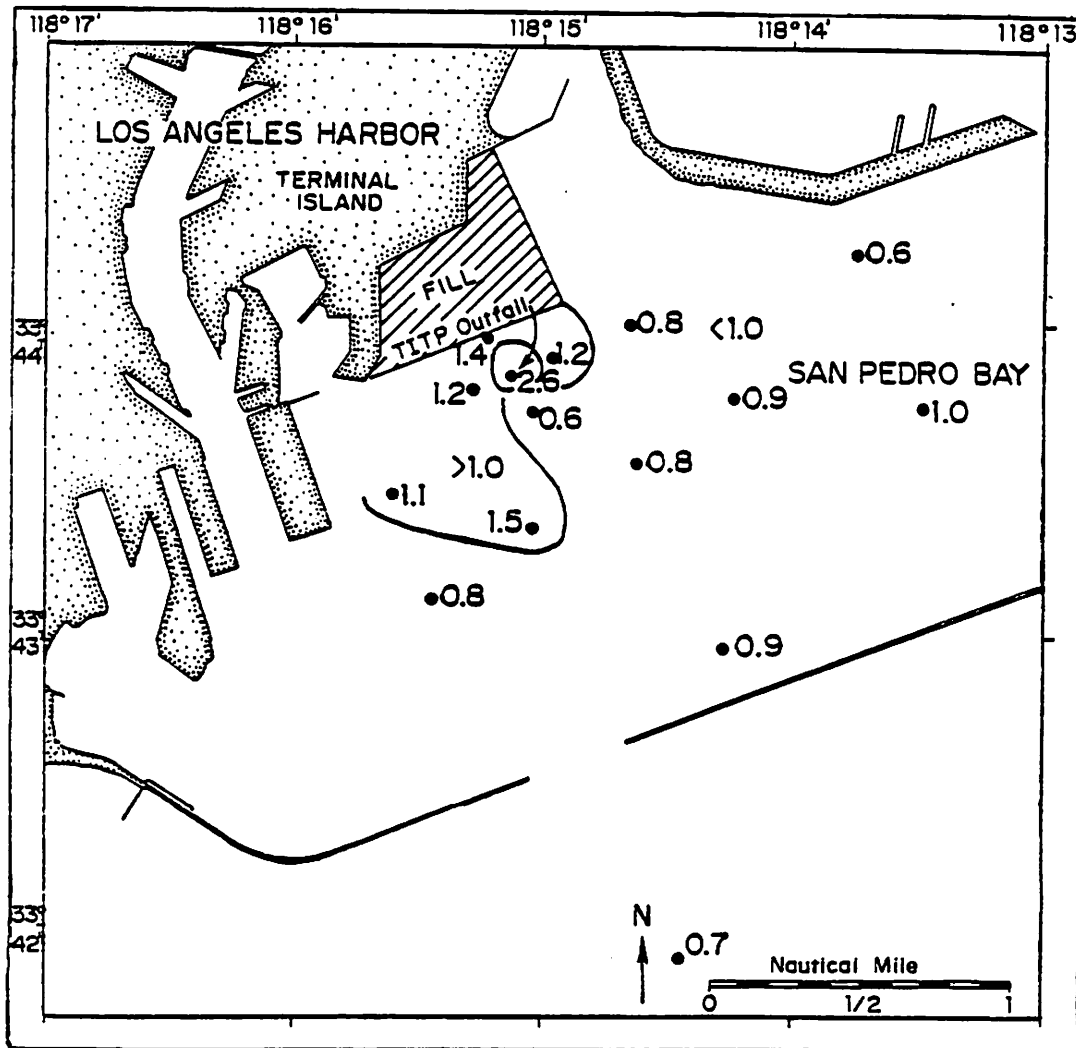 118°17' 118°16' 118°15' 118°14' 118°13'
LOS ANGELES HARBOR
TERMINAL
ISLAND
FILL
TITP Outfall
0.6
33°
44'
1.4
1.2
0.8
<1.0
2.6
SAN PEDRO BAY
1.2
0.6
0.9
1.0
>1.0
0.8
1.1
1.5
0.8
33°
43'
0.9
33°
42'
N
0.7
Nautical Mile
0 1/2 1